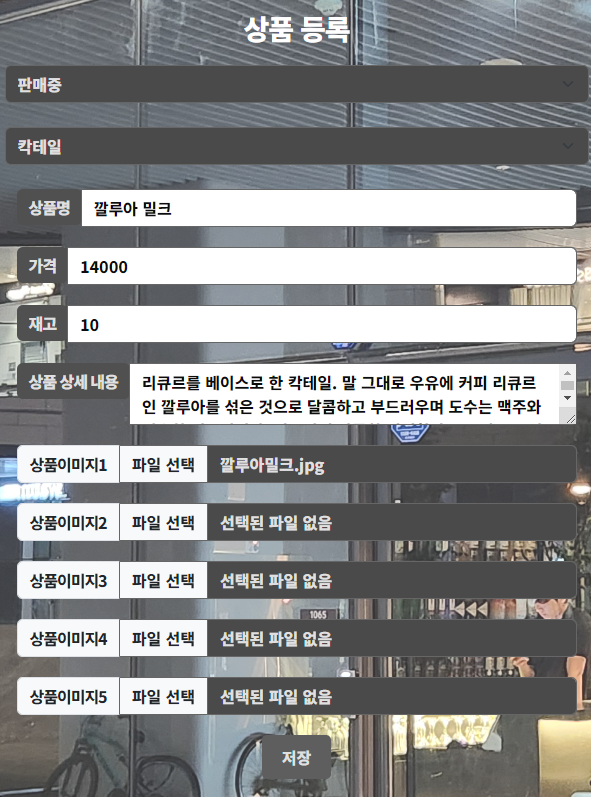 상품 등록
판매중
칵테일
상품명 깔루아 밀크
가격 14000
재고 10
상품 상세 내용 리큐르를 베이스로 한 칵테일. 말 그대로 우유에 커피 리큐르
인 깔루아를 섞은 것으로 달콤하고 부드러우며 도수는 맥주와
상품이미지1 파일 선택 깔루아밀크.jpg
상품이미지2 파일 선택 선택된 파일 없음
상품이미지3 파일 선택 선택된 파일 없음
1065
상품이미지4 파일 선택 선택된 파일 없음
상품이미지5 파일 선택 선택된 파일 없음
저장